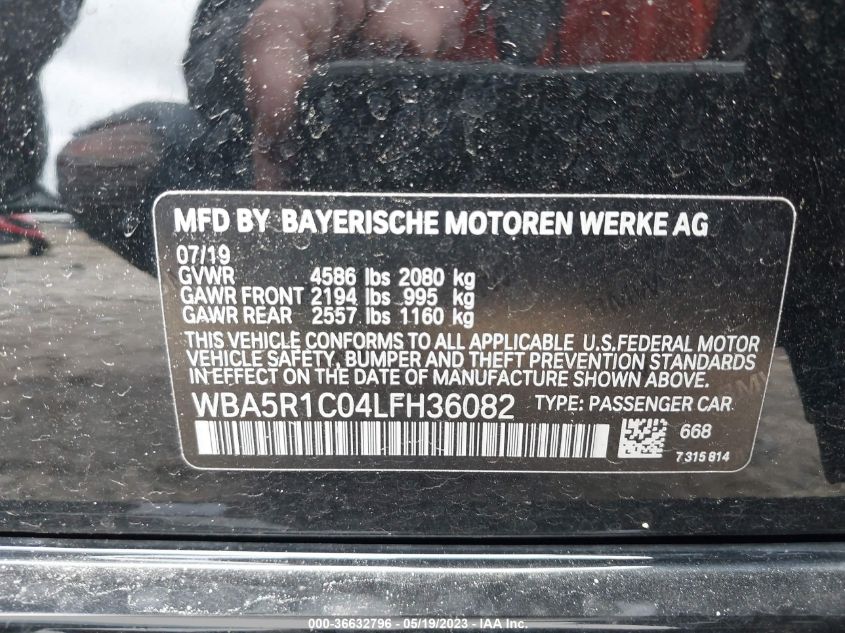 MFD BY BAYERISCHE MOTOREN WERKE AG
07/19
GVWR 4586 lbs 2080 kg
GAWR FRONT 2194 lbs 995 kg
GAWR REAR 2557 lbs 1160 kg
THIS VEHICLE CONFORMS TO ALL APPLICABLE U.S.FEDERAL MOTOR
VEHICLE SAFETY, BUMPER AND THEFT PREVENTION STANDARDS
IN EFFECT ON THE DATE OF MANUFACTURE SHOWN ABOVE.
WBA5R1C04LFH36082 TYPE: PASSENGER CAR
668
7 315 814
000-36632796 - 05/19/2023 - IAA Inc.